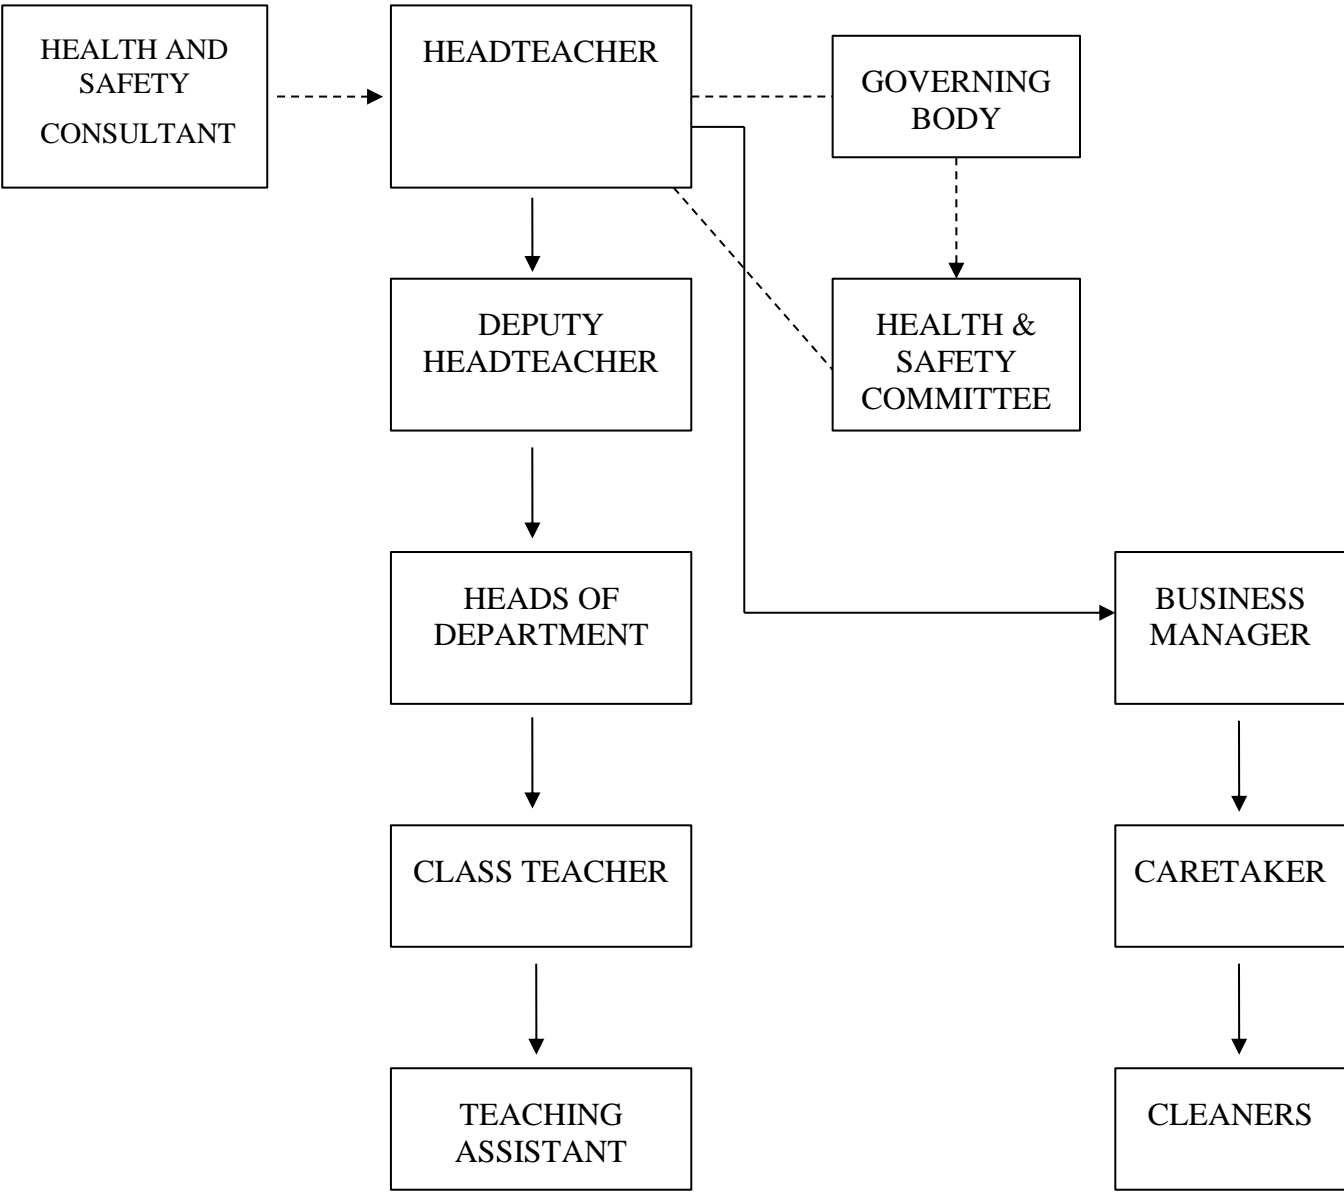 HEALTH AND
SAFETY
CONSULTANT
HEADTEACHER
GOVERNING
BODY
DEPUTY
HEADTEACHER
HEALTH &
SAFETY
COMMITTEE
HEADS OF
DEPARTMENT
BUSINESS
MANAGER
CLASS TEACHER
CARETAKER
TEACHING
ASSISTANT
CLEANERS